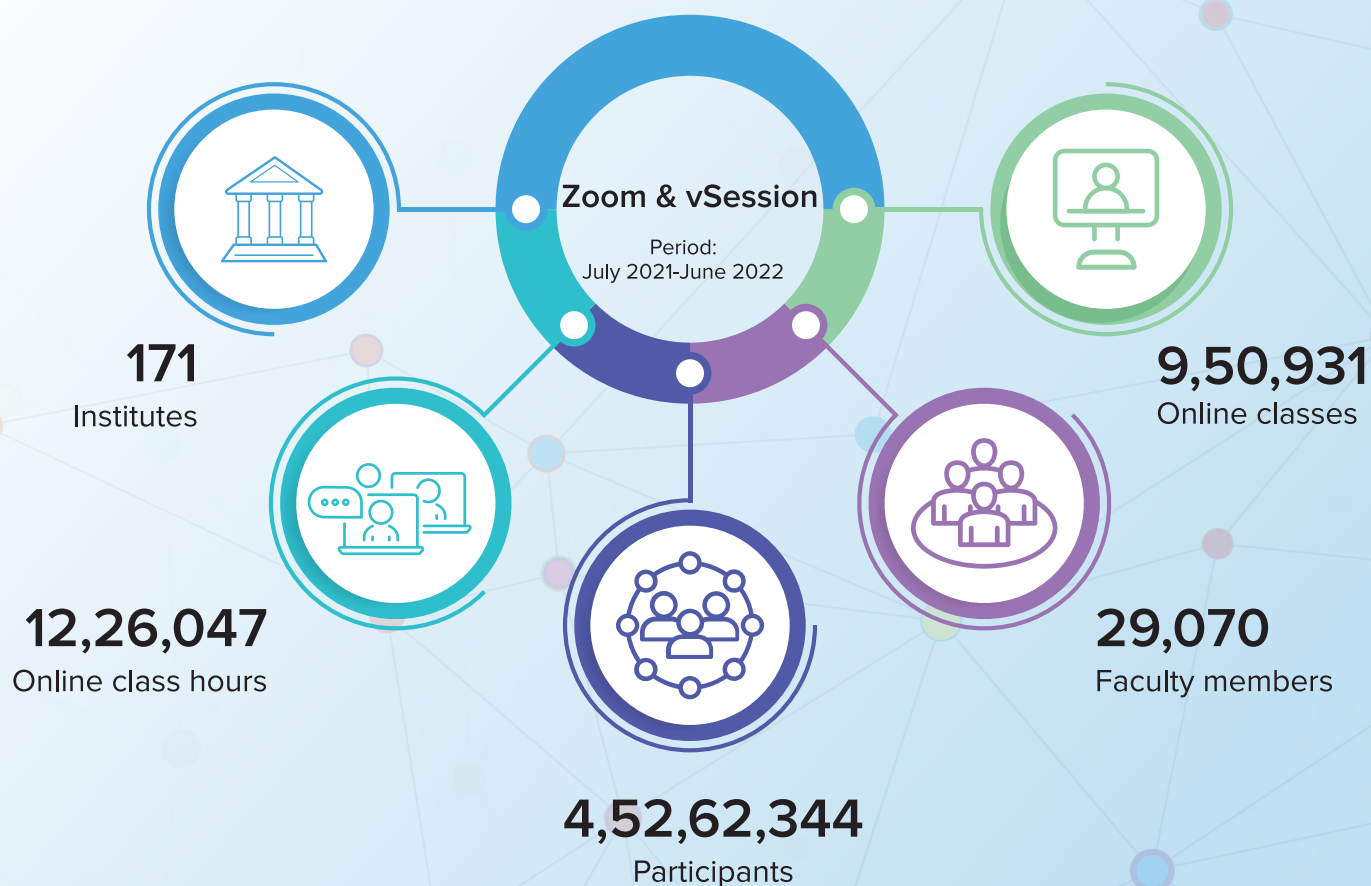 Zoom & vSession
Period:
July 2021-June 2022
171
Institutes
9,50,931
Online classes
12,26,047
Online class hours
29,070
Faculty members
4,52,62,344
Participants